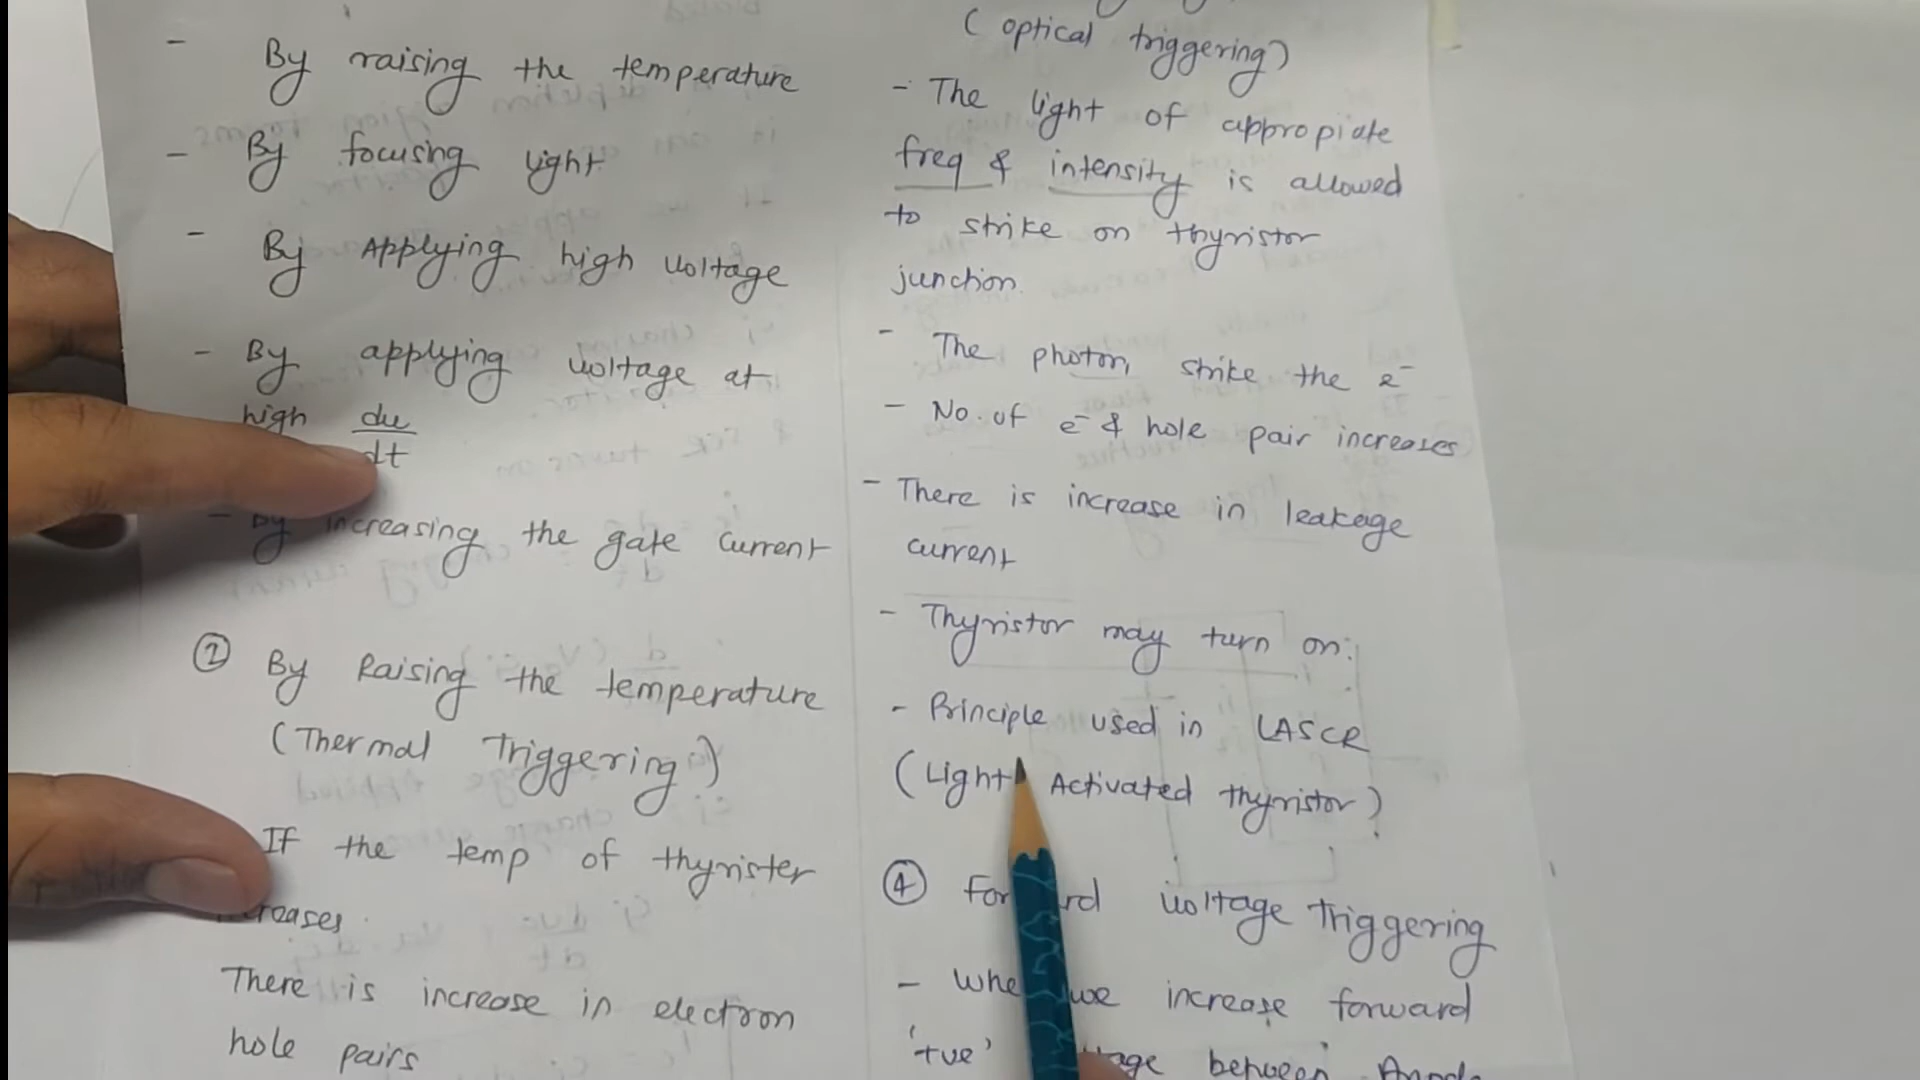 - By raising the temperature
- By focusing light
- By Applying high voltage
- By applying voltage at
high dv/dt
- By increasing the gate current
② By Raising the temperature
(Thermal Triggering)
If the temp of thyrister
There is increase in electron
hole pairs
(optical triggering)
- The light of appropiate
freq & intensity is allowed
to strike on thyristor
junction
- The photon, strike the e⁻
- No. of e⁻ & hole pair increases
- There is increase in leakage
current
- Thyristor may turn on.
- Principle used in LASCR
(Light Activated thyristor)
④ voltage Triggering
- we increase forward
'+ve' between